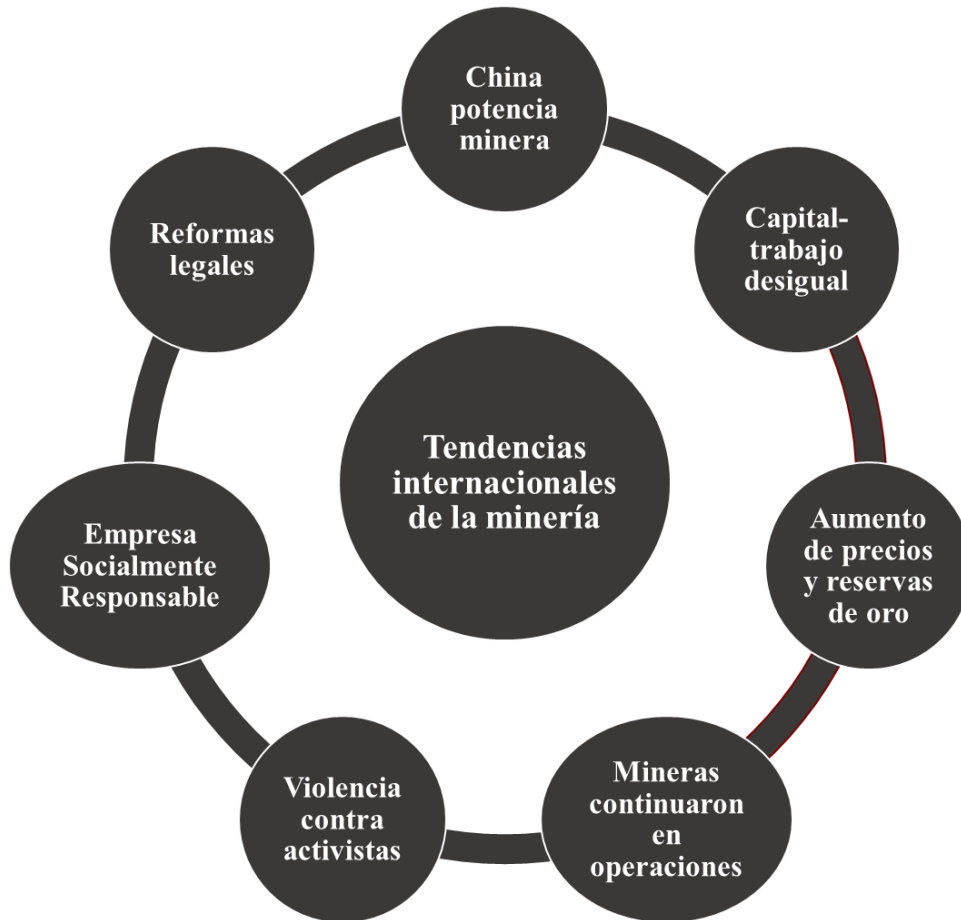 China
potencia
minera
Capital-
trabajo
desigual
Aumento
de precios
y reservas
de oro
Mineras
continuaron
en
operaciones
Violencia
contra
activistas
Empresa
Socialmente
Responsable
Reformas
legales
Tendencias
internacionales
de la minería